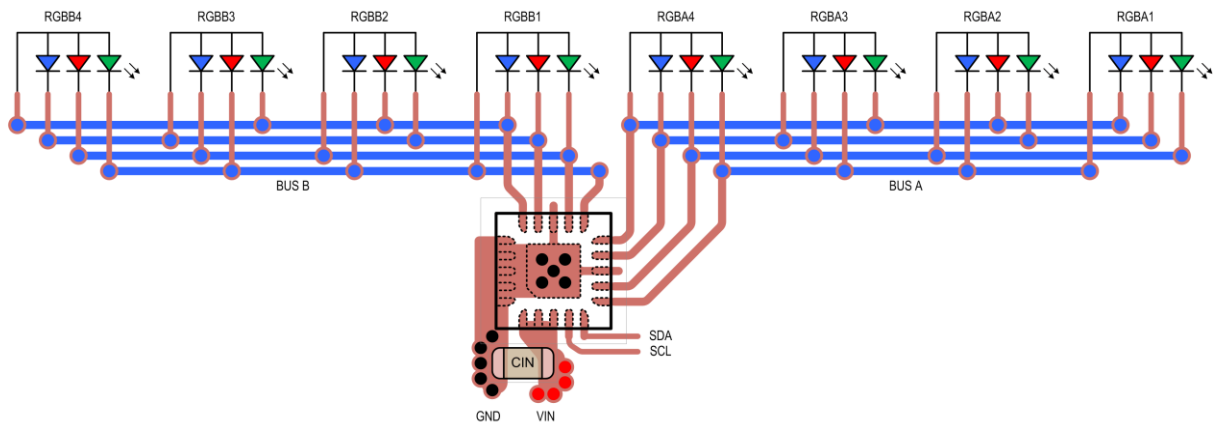 RGBB4 RGBB3 RGBB2 RGBB1 RGBA4 RGBA3 RGBA2 RGBA1
BUS B BUS A
SDA
SCL
CIN
GND VIN